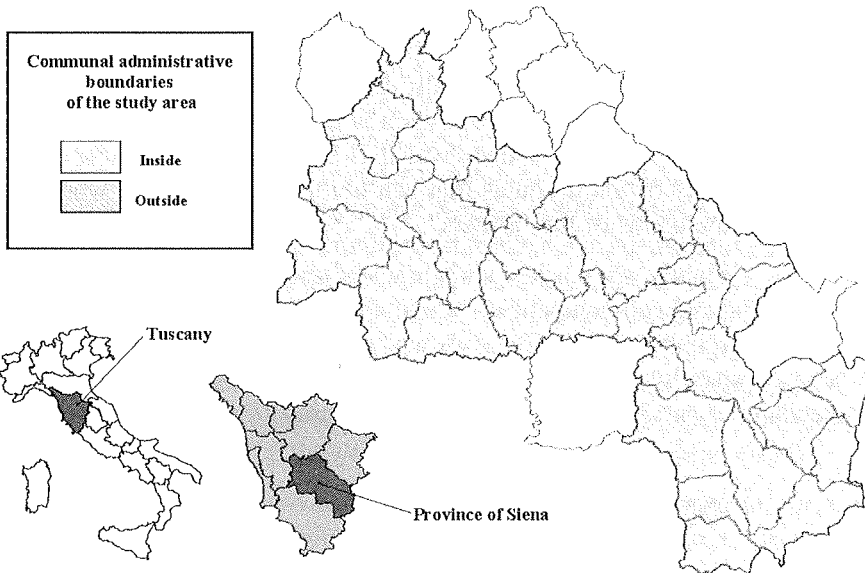 Communal administrative
boundaries
of the study area
Inside
Outside
Tuscany
Province of Siena